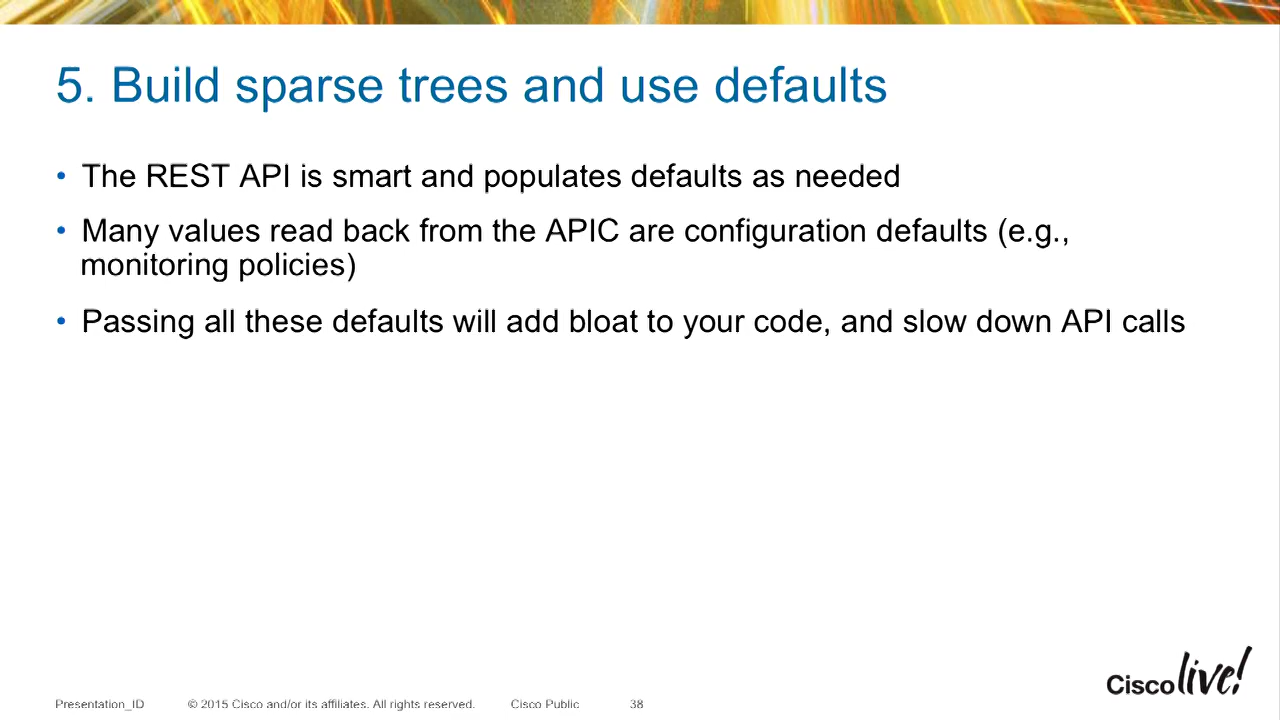 5. Build sparse trees and use defaults
• The REST API is smart and populates defaults as needed
• Many values read back from the APIC are configuration defaults (e.g.,
monitoring policies)
• Passing all these defaults will add bloat to your code, and slow down API calls
Presentation_ID © 2015 Cisco and/or its affiliates. All rights reserved. Cisco Public 38
Cisco live!